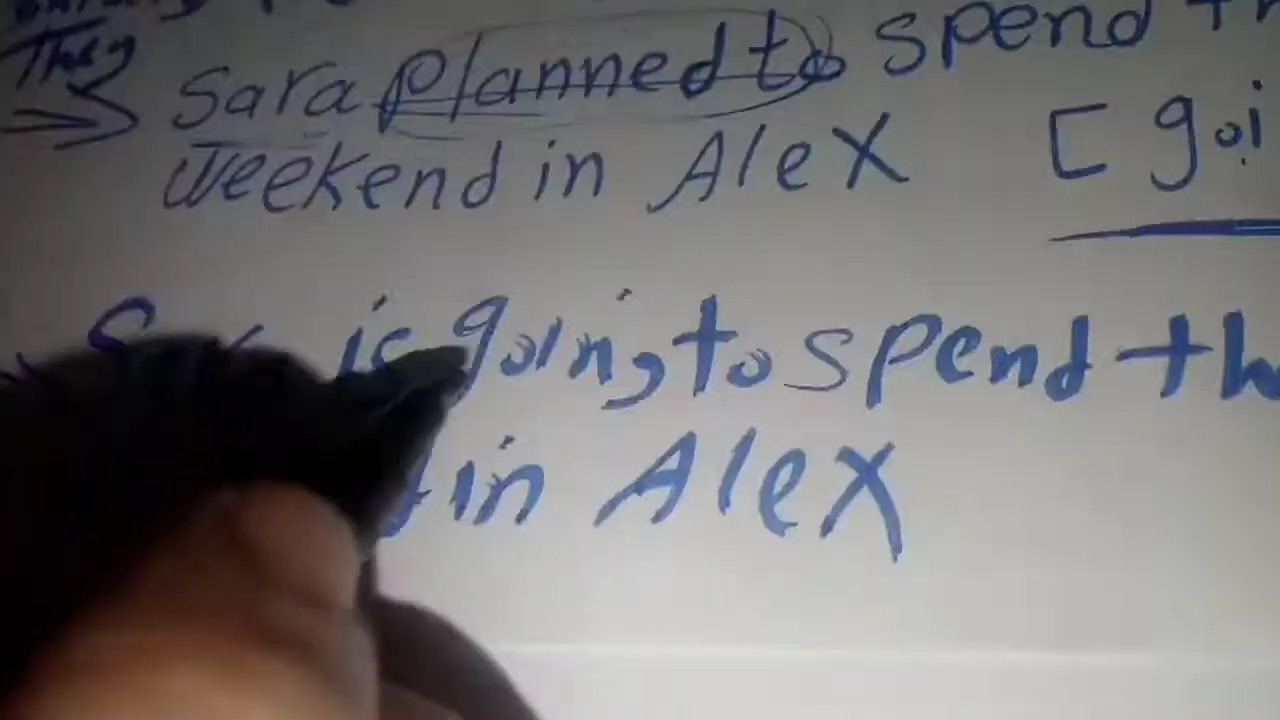 They
Sara planned to spend
weekend in Alex [ goi
is going to spend th
in Alex